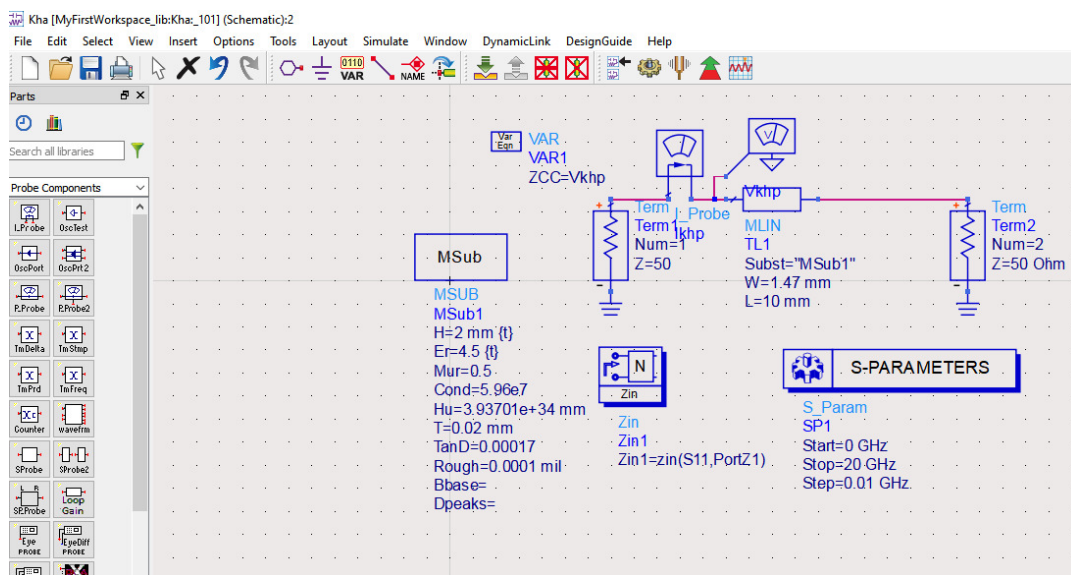 Kha [MyFirstWorkspace_lib:Kha:_101] (Schematic):2
File Edit Select View Insert Options Tools Layout Simulate Window DynamicLink DesignGuide Help
0110
VAR
NAME
Parts
Search all libraries
Probe Components
I.Probe
OscTest
OscPort
OscPrt2
P.Probe
P.Probe2
TmDelta
TmStmp
TmPrd
TmFreq
Counter
wavefrm
SProbe
SProbe2
L R
SP.Probe
Loop
Gain
Eye
PROBE
EyeDiff
PROBE
Var
Eqn
VAR
VAR1
ZCC=Vkhp
MSub
MSUB
MSub1
H=2 mm {t}
Er=4.5 {t}
Mur=0.5
Cond=5.96e7
Hu=3.93701e+34 mm
T=0.02 mm
TanD=0.00017
Rough=0.0001 mil
Bbase=
Dpeaks=
Term
Term1
Num=1
Z=50
+
-
I_Probe
Ikhp
V
Vkhp
MLIN
TL1
Subst="MSub1"
W=1.47 mm
L=10 mm
+
-
Term
Term2
Num=2
Z=50 Ohm
N
Zin
Zin
Zin1
Zin1=zin(S11,PortZ1)
S-PARAMETERS
S_Param
SP1
Start=0 GHz
Stop=20 GHz
Step=0.01 GHz